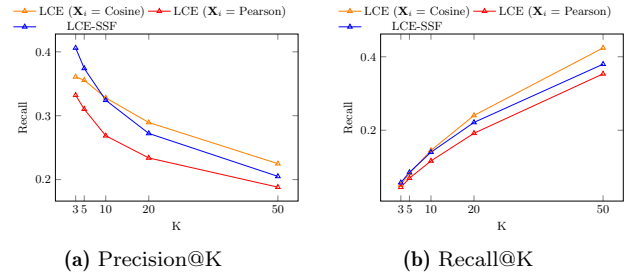 LCE (Xᵢ = Cosine) LCE (Xᵢ = Pearson)
LCE-SSF
0.4
0.3
0.2
Recall
3 5 10 20 50
K
(a) Precision@K
LCE (Xᵢ = Cosine) LCE (Xᵢ = Pearson)
LCE-SSF
0.4
0.2
Recall
3 5 10 20 50
K
(b) Recall@K